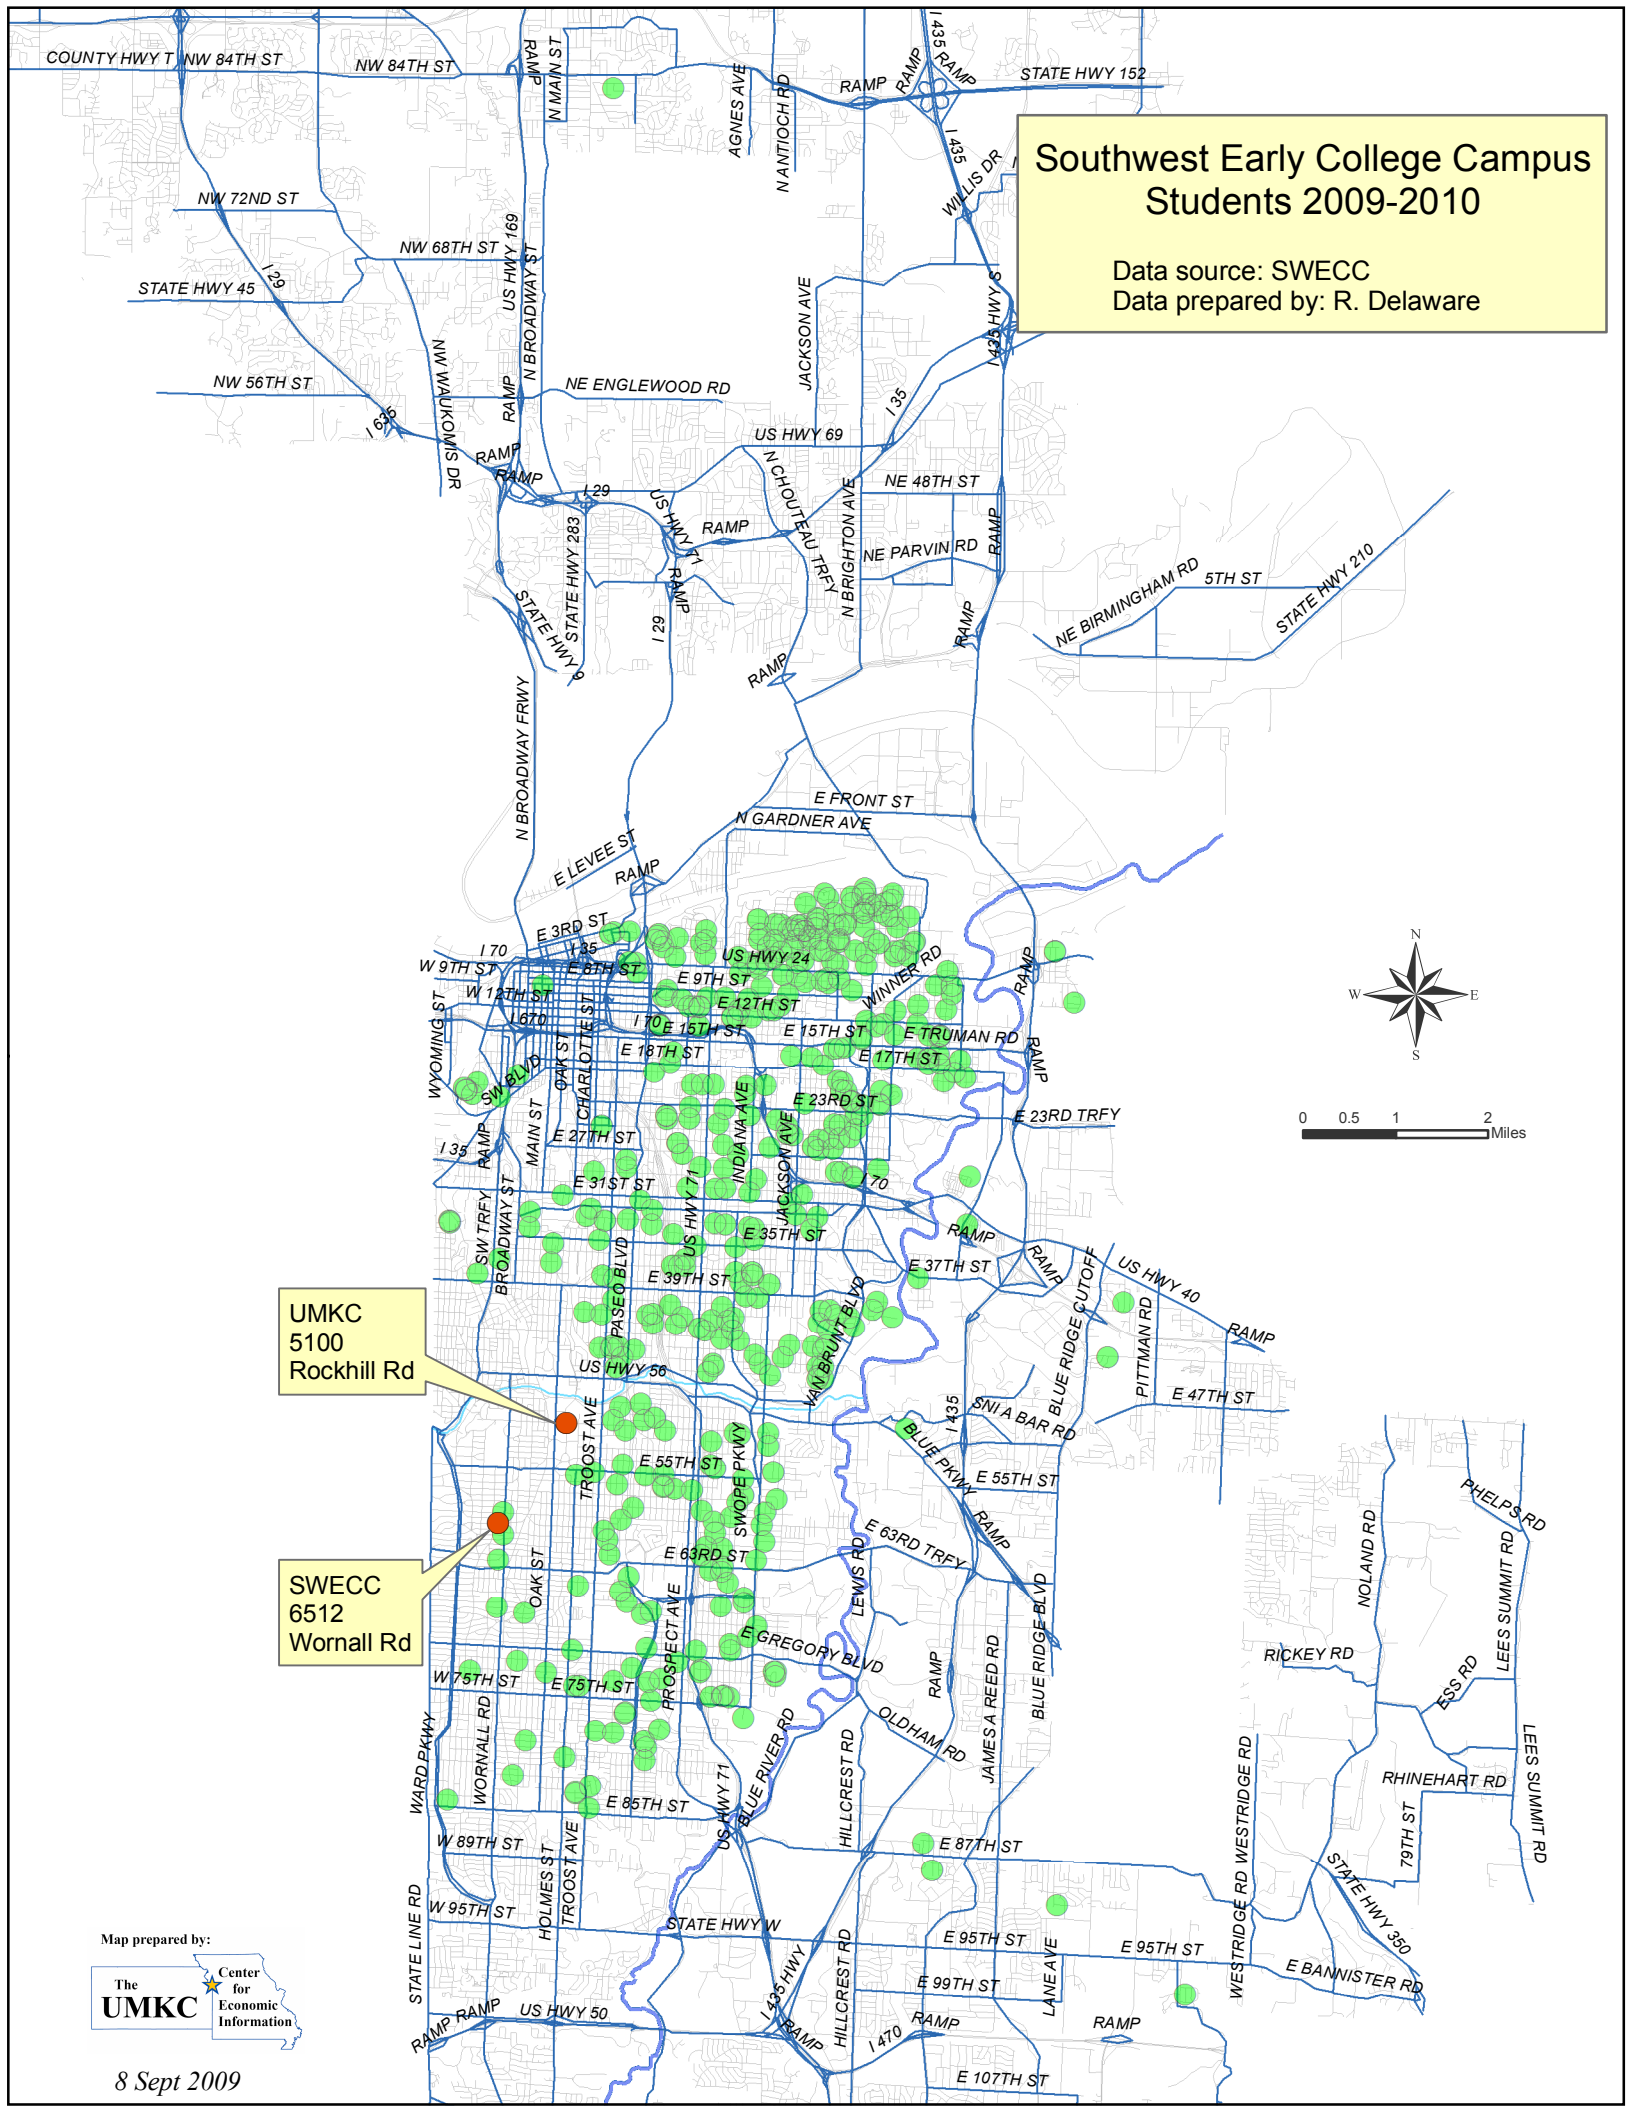 COUNTY HWY T
NW 84TH ST
NW 84TH ST
RAMP
N MAIN ST
AGNES AVE
N ANTIOCH RD
RAMP
RAMP
I 435
RAMP
STATE HWY 152
I 435
WILLIS DR
Southwest Early College Campus
Students 2009-2010
Data source: SWECC
Data prepared by: R. Delaware
NW 72ND ST
NW 68TH ST
US HWY 169
N BROADWAY ST
I 29
STATE HWY 45
JACKSON AVE
I 435 HWY S
NW 56TH ST
I 635
NW WAUKOMIS DR
RAMP
NE ENGLEWOOD RD
I 35
US HWY 69
RAMP
RAMP
I 29
N CHOUTEAU TRFY
NE 48TH ST
US HWY 71
RAMP
N BRIGHTON AVE
NE PARVIN RD
RAMP
STATE HWY 283
RAMP
STATE HWY 9
I 29
RAMP
RAMP
NE BIRMINGHAM RD
5TH ST
STATE HWY 210
N BROADWAY FRWY
E FRONT ST
N GARDNER AVE
E LEVEE ST
RAMP
E 3RD ST
I 70
I 35
US HWY 24
W 9TH ST
E 8TH ST
E 9TH ST
WINNER RD
RAMP
W 12TH ST
E 12TH ST
WYOMING ST
I 670
I 70
E 15TH ST
E 15TH ST
E TRUMAN RD
OAK ST
CHARLOTTE ST
E 18TH ST
E 17TH ST
RAMP
SW BLVD
INDIANA AVE
E 23RD ST
E 23RD TRFY
MAIN ST
E 27TH ST
JACKSON AVE
I 35
RAMP
E 31ST ST
US HWY 71
I 70
SW TRFY
BROADWAY ST
E 35TH ST
RAMP
PASEO BLVD
E 39TH ST
E 37TH ST
RAMP
BLUE RIDGE CUTOFF
US HWY 40
VAN BRUNT BLVD
PITTMAN RD
RAMP
N
W
E
S
0
0.5
1
2
Miles
UMKC
5100
Rockhill Rd
US HWY 56
E 47TH ST
TROOST AVE
SWOPE PKWY
I 435
SNI A BAR RD
BLUE PKWY
E 55TH ST
E 55TH ST
RAMP
PHELPS RD
E 63RD ST
E 63RD TRFY
LEWIS RD
NOLAND RD
LEES SUMMIT RD
SWECC
6512
Wornall Rd
OAK ST
PROSPECT AVE
E GREGORY BLVD
BLUE RIDGE BLVD
RICKEY RD
W 75TH ST
E 75TH ST
RAMP
JAMES A REED RD
ESS RD
WARD PKWY
WORNALL RD
BLUE RIVER RD
OLDHAM RD
HILLCREST RD
US HWY 71
WESTRIDGE RD
WESTRIDGE RD
RHINEHART RD
LEES SUMMIT RD
E 85TH ST
79TH ST
W 89TH ST
E 87TH ST
HOLMES ST
TROOST AVE
STATE HWY 350
STATE LINE RD
W 95TH ST
STATE HWY W
E 95TH ST
E 95TH ST
HILLCREST RD
I 435 HWY
E 99TH ST
LANE AVE
E BANNISTER RD
RAMP
RAMP
US HWY 50
RAMP
I 470
RAMP
RAMP
E 107TH ST
Map prepared by:
The
UMKC
Center
for
Economic
Information
8 Sept 2009